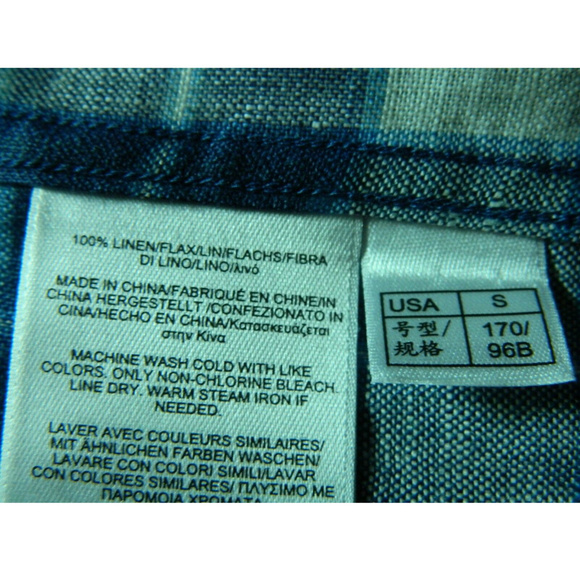 100% LINEN/FLAX/LIN/FLACHS/FIBRA
DI LINO/LINO/λινό
MADE IN CHINA/FABRIQUÉ EN CHINE/IN
CHINA HERGESTELLT /CONFEZIONATO IN
CINA/HECHO EN CHINA/Κατασκευάζεται
στην Κίνα
MACHINE WASH COLD WITH LIKE
COLORS. ONLY NON-CHLORINE BLEACH.
LINE DRY. WARM STEAM IRON IF
NEEDED.
LAVER AVEC COULEURS SIMILAIRES/
MIT ÄHNLICHEN FARBEN WASCHEN/
LAVARE CON COLORI SIMILI/LAVAR
CON COLORES SIMILARES/ ΠΛΥΣΙΜΟ ΜΕ
ΠΑΡΟΜΟΙΑ ΧΡΩΜΑΤΑ
USA S
号型/ 170/
规格 96B